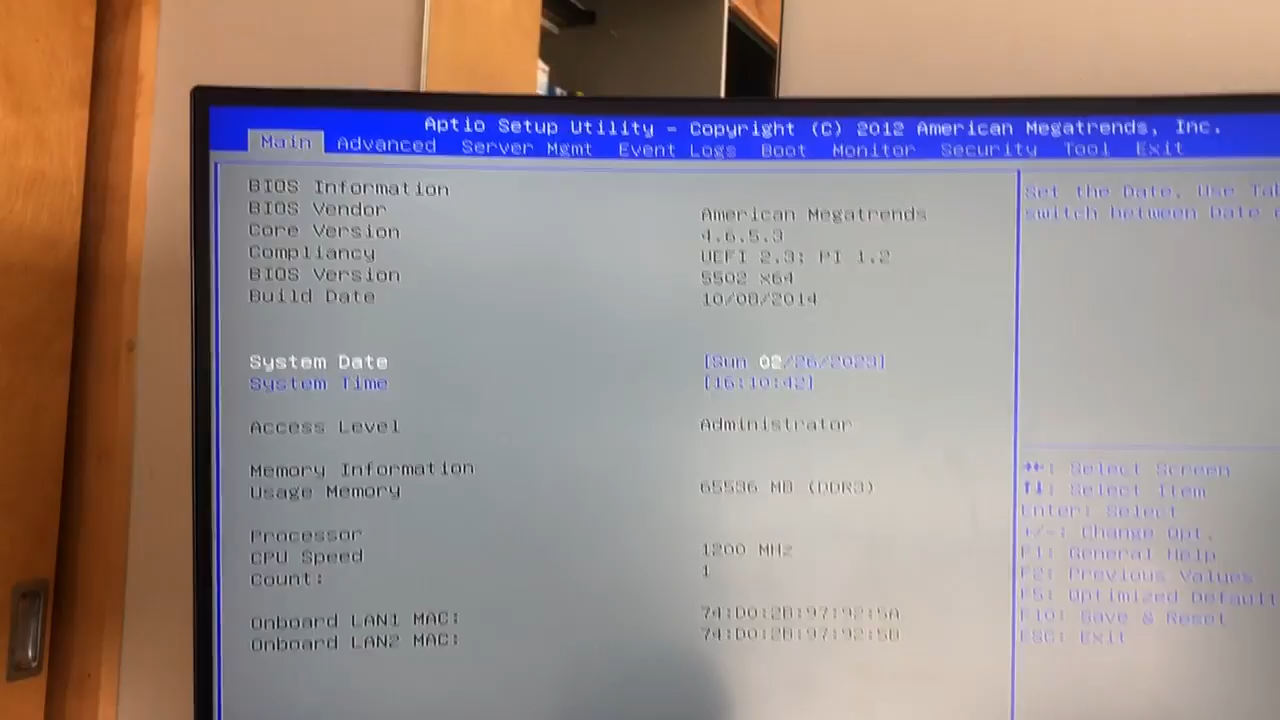 Aptio Setup Utility - Copyright (C) 2012 American Megatrends, Inc.
Main Advanced Server Mgmt Event Logs Boot Monitor Security Tool Exit
BIOS Information
BIOS Vendor American Megatrends
Core Version 4.6.5.3
Compliancy UEFI 2.3; PI 1.2
BIOS Version 5502 x64
Build Date 10/08/2014
System Date [Sun 02/26/2023]
System Time [16:10:42]
Access Level Administrator
Memory Information
Usage Memory 65536 MB (DDR3)
Processor
CPU Speed 1200 MHz
Count: 1
Onboard LAN1 MAC: 74:D0:2B:97:92:5A
Onboard LAN2 MAC: 74:D0:2B:97:92:5B
Set the Date. Use Tab
switch between Date
→←: Select Screen
↑↓: Select Item
Enter: Select
+/-: Change Opt.
F1: General Help
F2: Previous Values
F5: Optimized Default
F10: Save & Reset
ESC: Exit